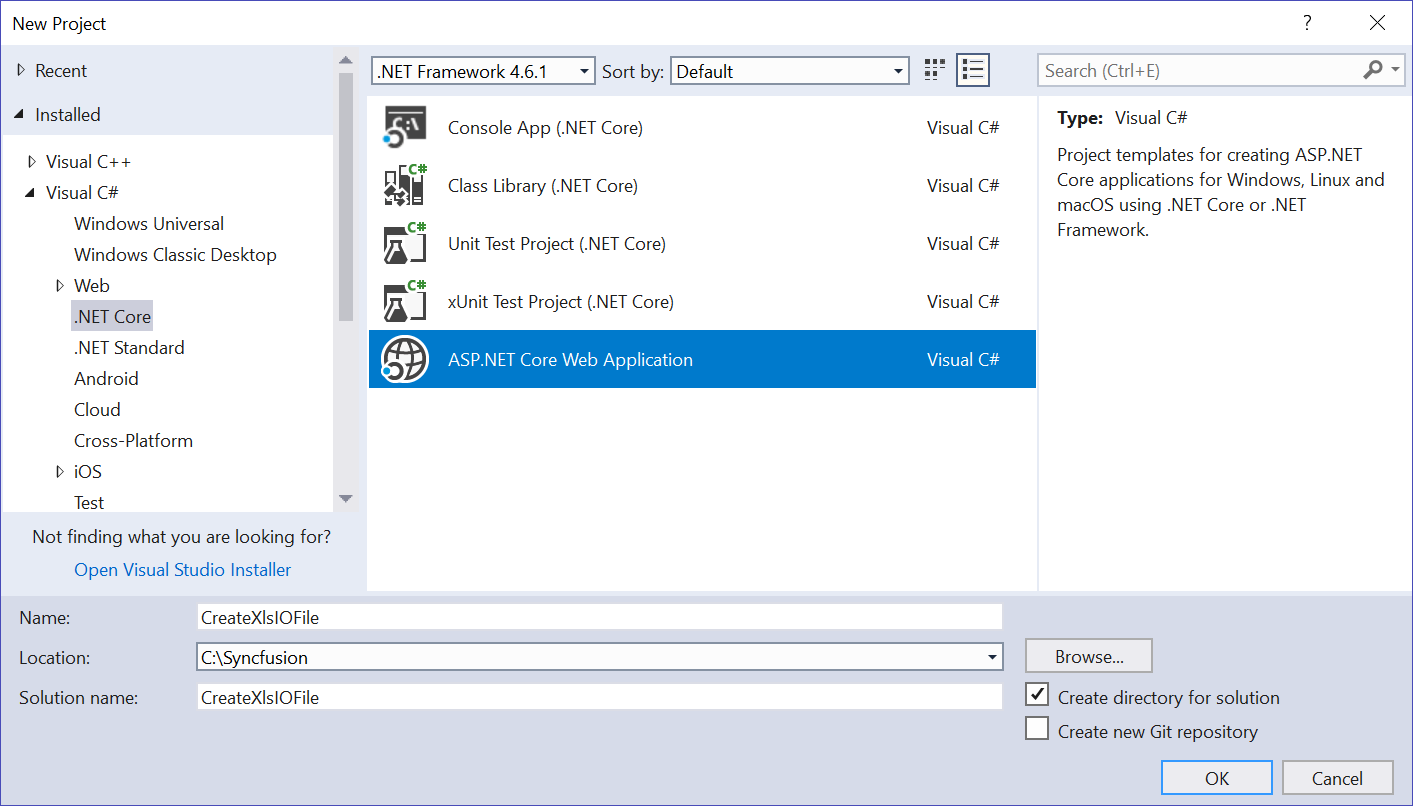 New Project
?
Recent
Installed
Visual C++
Visual C#
Windows Universal
Windows Classic Desktop
Web
.NET Core
.NET Standard
Android
Cloud
Cross-Platform
iOS
Test
Not finding what you are looking for?
Open Visual Studio Installer
.NET Framework 4.6.1
Sort by:
Default
Search (Ctrl+E)
C:\
Console App (.NET Core)
Visual C#
C#
Class Library (.NET Core)
Visual C#
C#
Unit Test Project (.NET Core)
Visual C#
C#
xUnit Test Project (.NET Core)
Visual C#
ASP.NET Core Web Application
Visual C#
Type: Visual C#
Project templates for creating ASP.NET
Core applications for Windows, Linux and
macOS using .NET Core or .NET
Framework.
Name:
CreateXlsIOFile
Location:
C:\Syncfusion
Browse...
Solution name:
CreateXlsIOFile
Create directory for solution
Create new Git repository
OK
Cancel